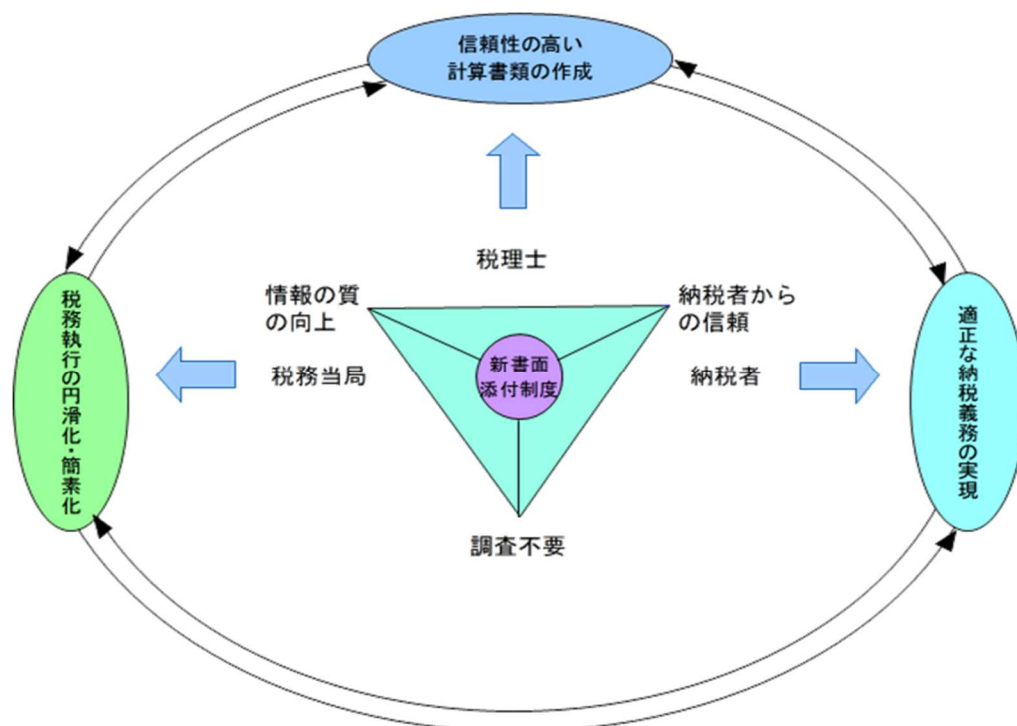 信頼性の高い
計算書類の作成
税理士
情報の質
の向上
納税者から
の信頼
新書面
添付制度
税務当局
納税者
税務執行の円滑化・簡素化
適正な納税義務の実現
調査不要